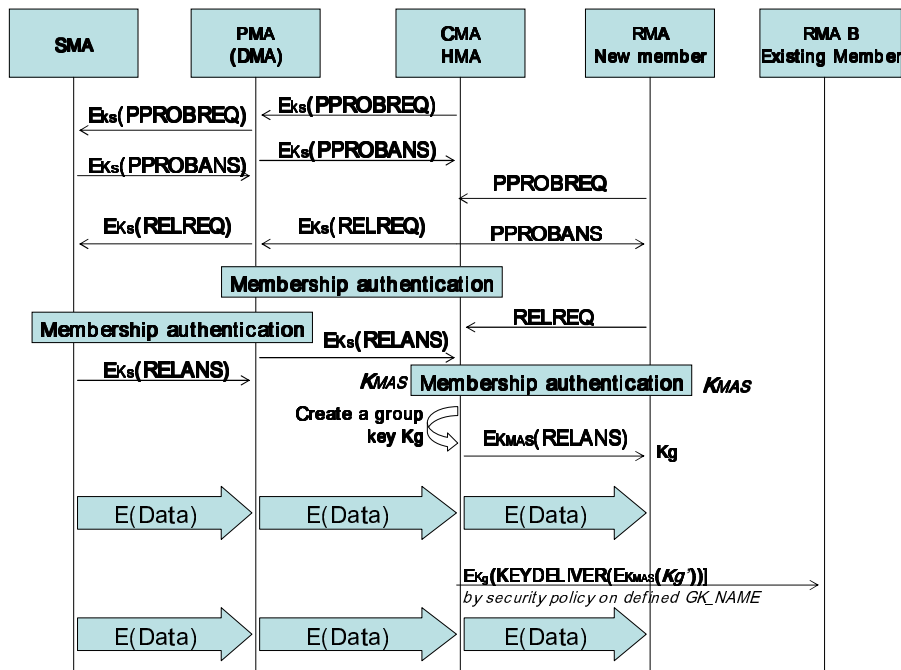 SMA
PMA
(DMA)
CMA
HMA
RMA
New member
RMA B
Existing Member
EKs(PPROBREQ)
EKs(PPROBREQ)
EKs(PPROBANS)
EKs(PPROBANS)
PPROBREQ
EKs(RELREQ)
EKs(RELREQ)
PPROBANS
Membership authentication
RELREQ
Membership authentication
EKs(RELANS)
EKs(RELANS)
KMAS
Membership authentication
KMAS
Create a group
key Kg
EKMAS(RELANS)
Kg
E(Data)
E(Data)
E(Data)
EKg(KEYDELIVER(EKMAS(Kg'))]
by security policy on defined GK_NAME
E(Data)
E(Data)
E(Data)